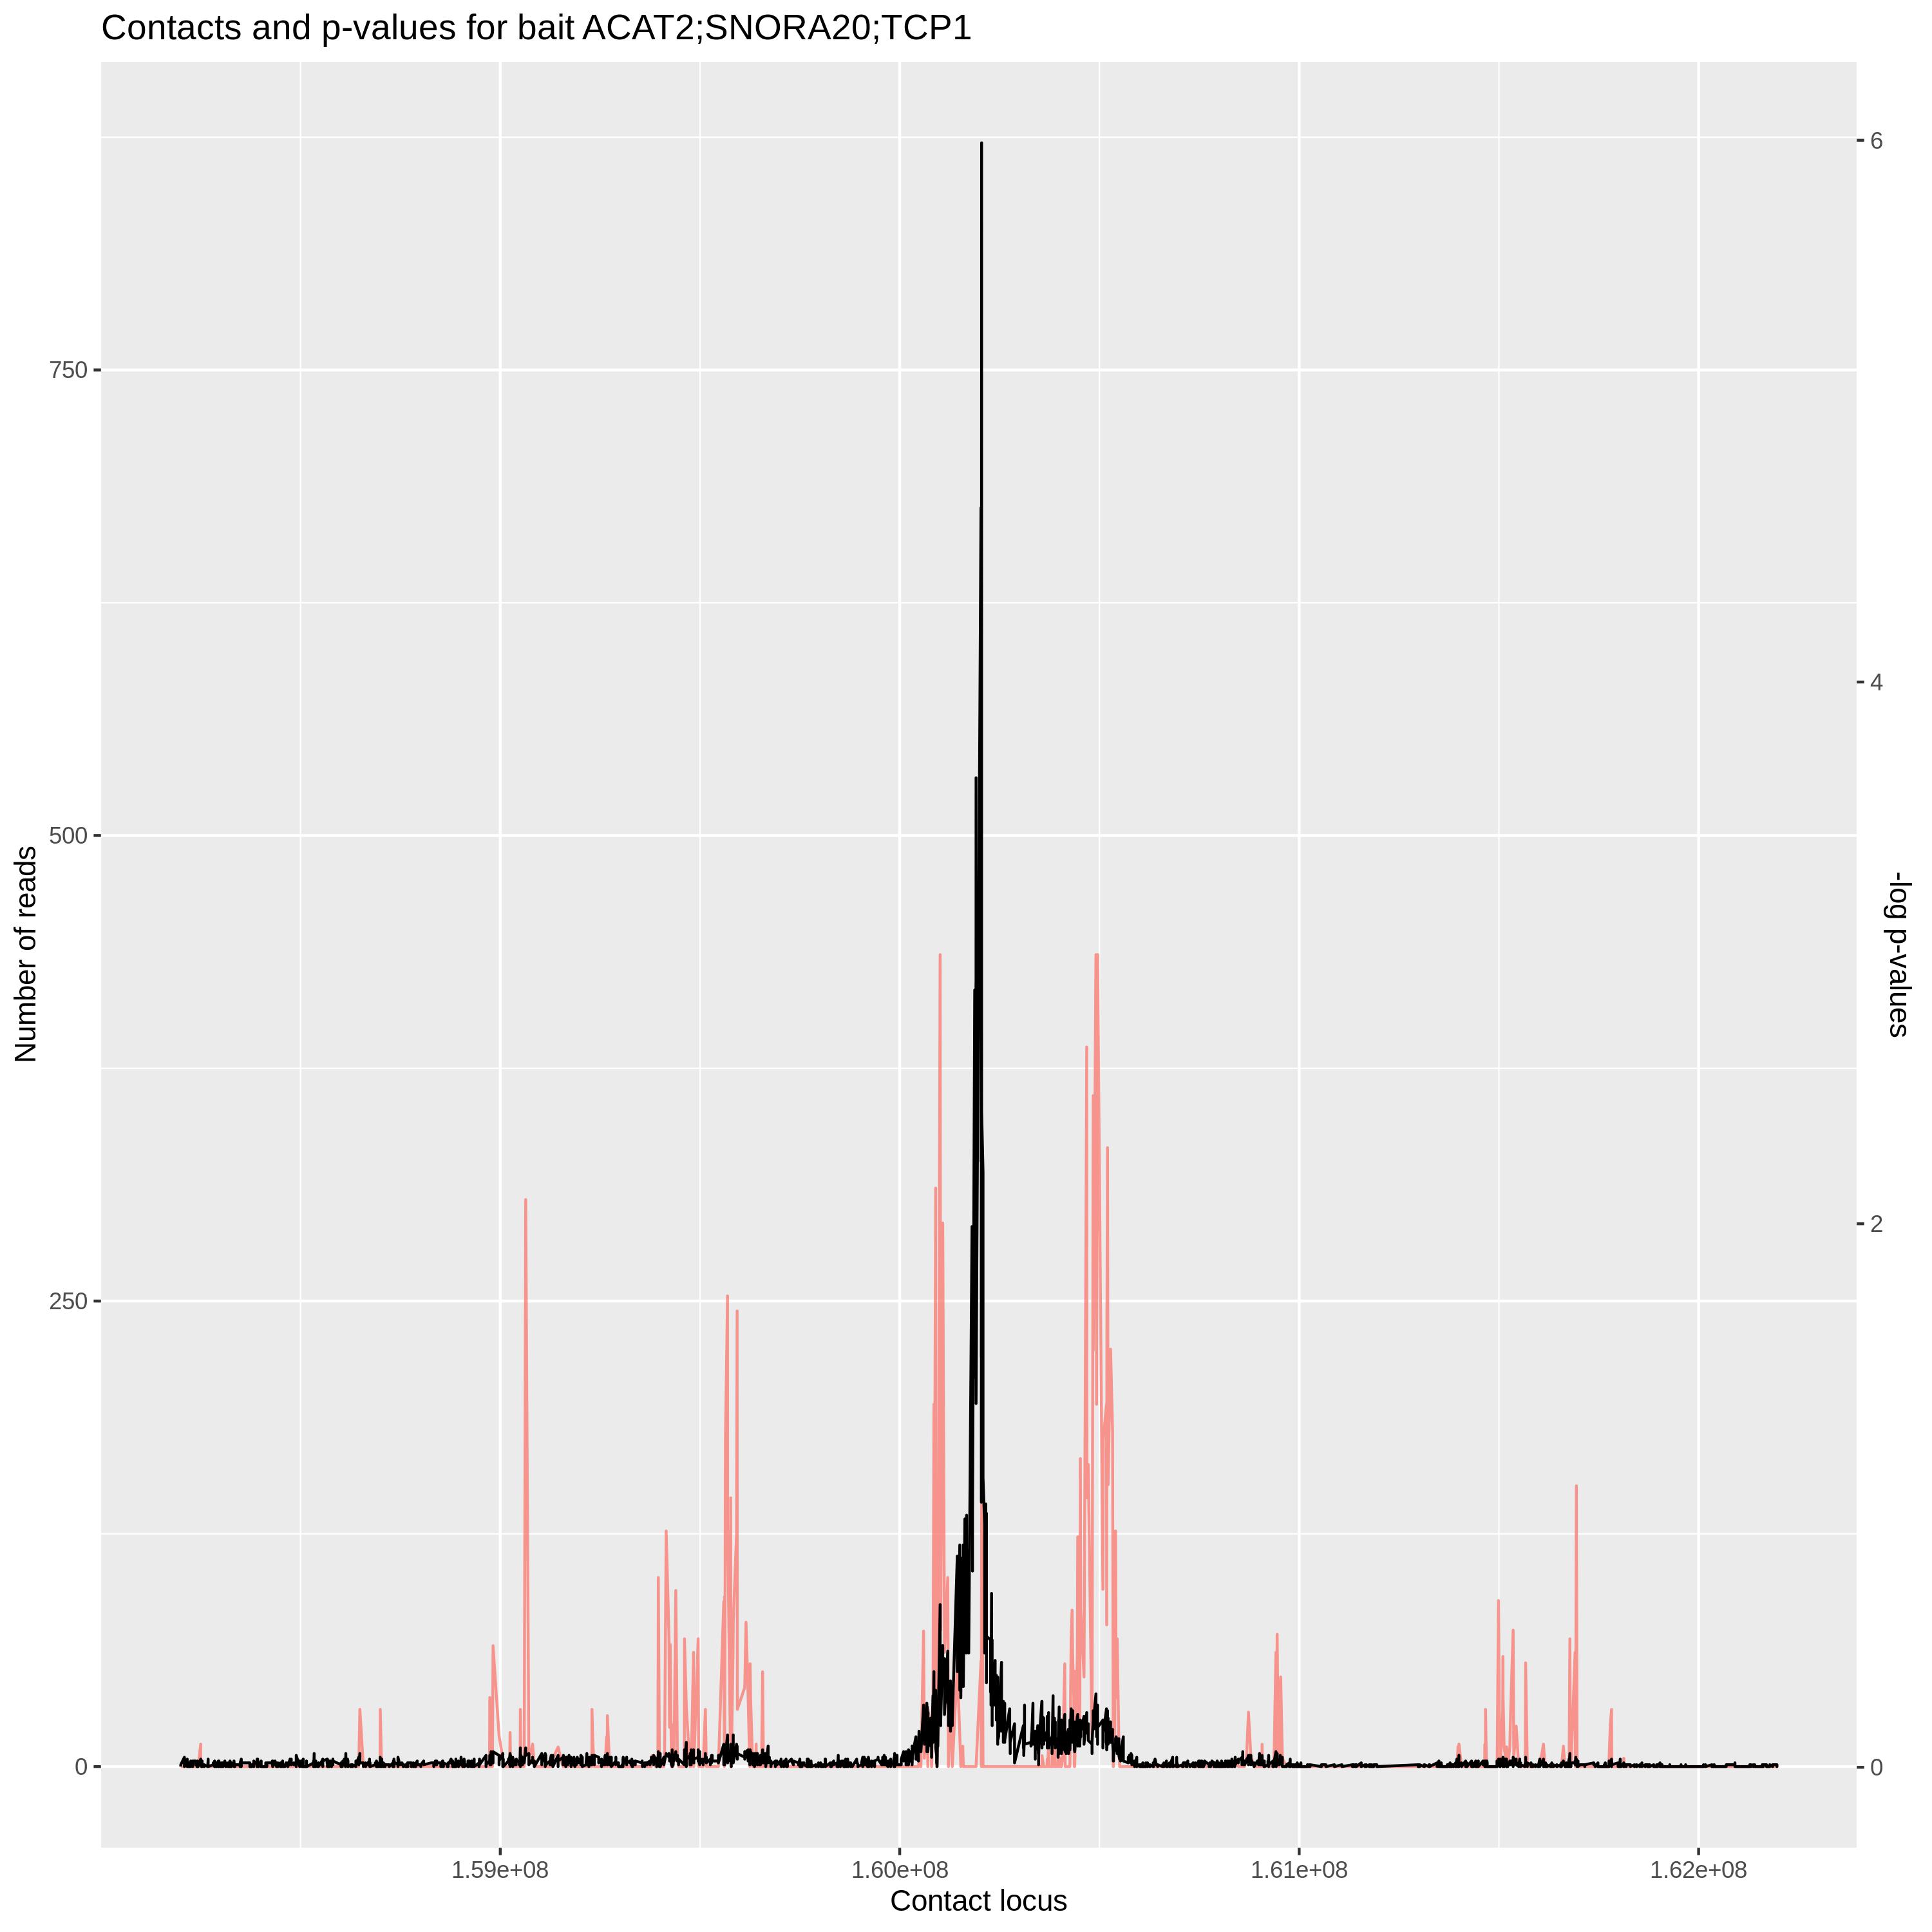 Contacts and p-values for bait ACAT2;SNORA20;TCP1
750
500
250
0
Number of reads
6
4
2
0
-log p-values
1.59e+08
1.60e+08
1.61e+08
1.62e+08
Contact locus